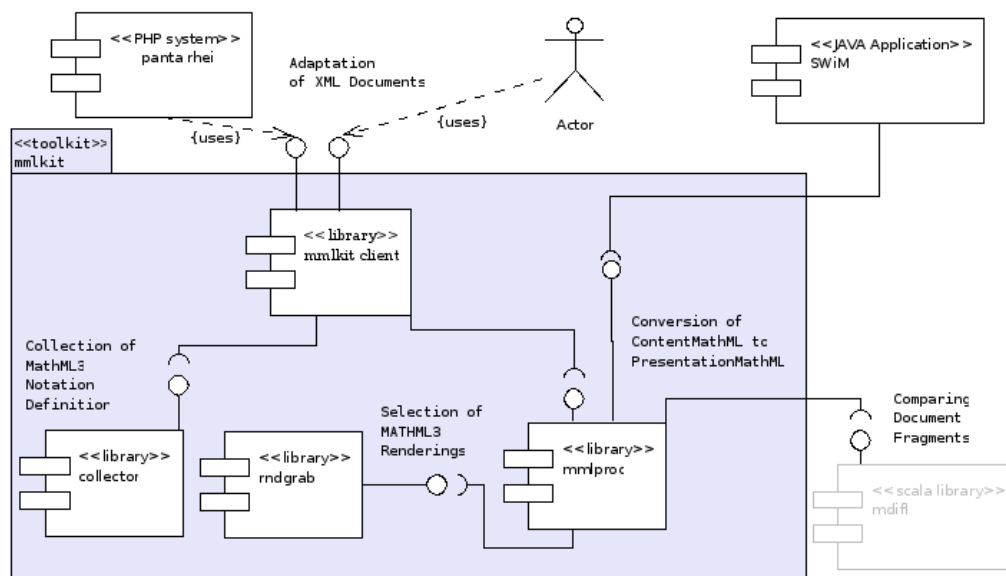 <<PHP system>>
panta rhei
Adaptation
of XML Documents
<<JAVA Application>>
SWiM
{uses}
{uses}
Actor
<<toolkit>>
mmlkit
<<library>>
mmlkit client
Collection of
MathML3
Notation
Definition
Conversion of
ContentMathML to
PresentationMathML
Selection of
MATHML3
Renderings
Comparing
Document
Fragments
<<library>>
collector
<<library>>
rndgrab
<<library>>
mmlproc
<<scala library>>